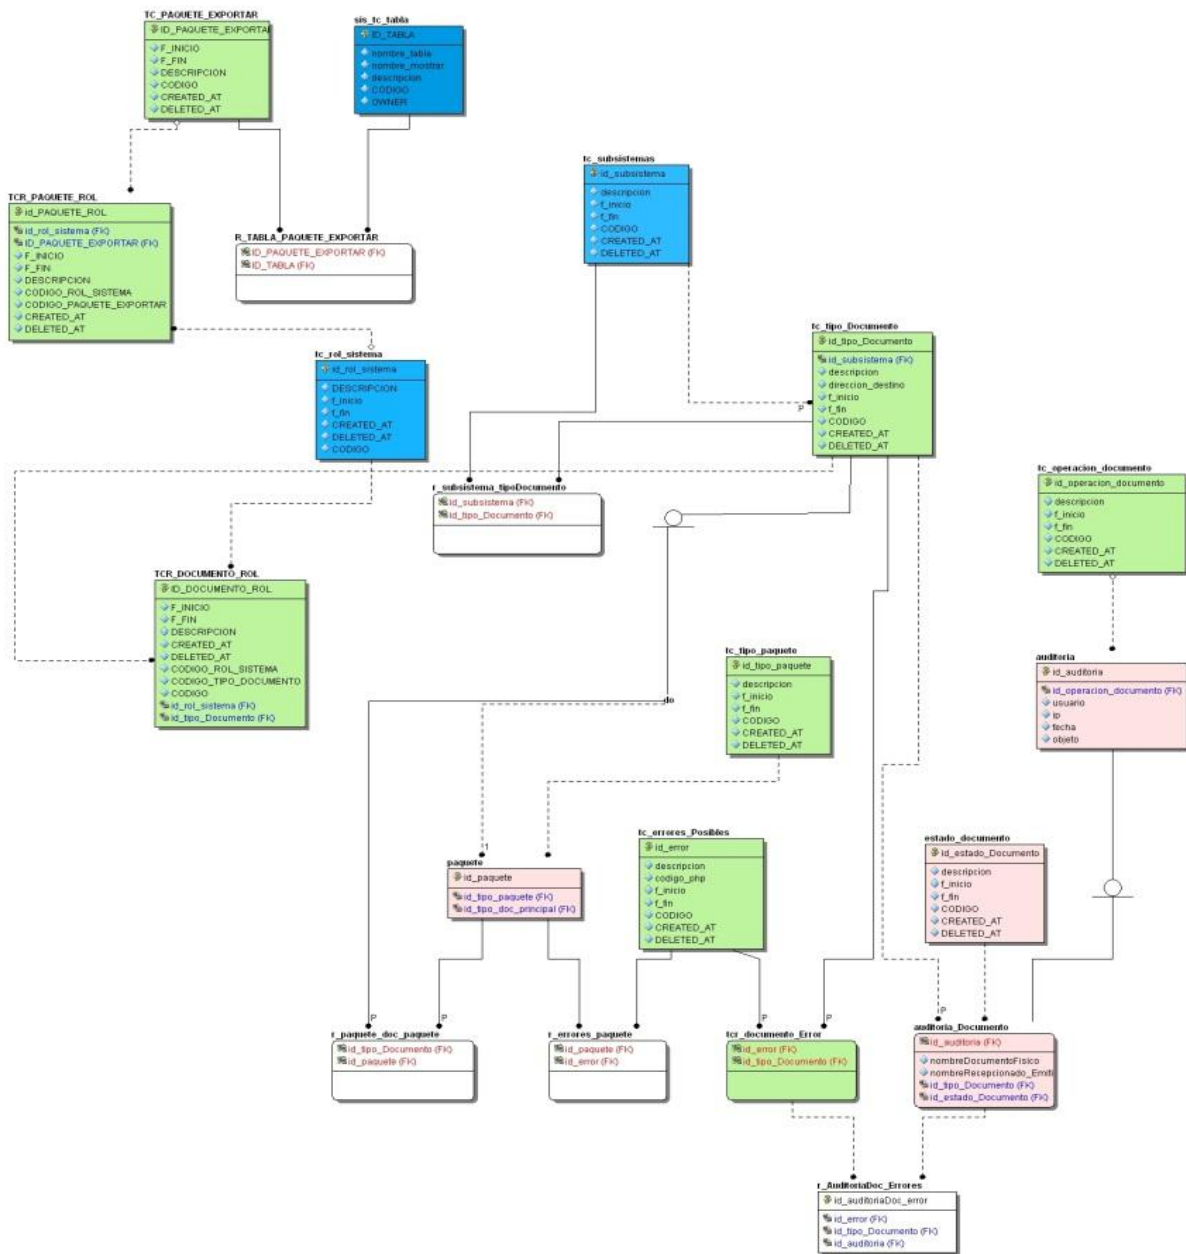 TC_PAQUETE_EXPORTAR
ID_PAQUETE_EXPORTAR
F_INICIO
F_FIN
DESCRIPCION
CODIGO
CREATED_AT
DELETED_AT
sis_tc_tabla
ID_TABLA
nombre_tabla
nombre_mostrar
descripcion
CODIGO
OWNER
tc_subsistemas
id_subsistema
descripcion
f_inicio
f_fin
CODIGO
CREATED_AT
DELETED_AT
TCR_PAQUETE_ROL
id_PAQUETE_ROL
id_rol_sistema (FK)
ID_PAQUETE_EXPORTAR (FK)
F_INICIO
F_FIN
DESCRIPCION
CODIGO_ROL_SISTEMA
CODIGO_PAQUETE_EXPORTAR
CREATED_AT
DELETED_AT
R_TABLA_PAQUETE_EXPORTAR
ID_PAQUETE_EXPORTAR (FK)
ID_TABLA (FK)
tc_tipo_Documento
id_tipo_Documento
id_subsistema (FK)
descripcion
direccion_destino
f_inicio
f_fin
CODIGO
CREATED_AT
DELETED_AT
P
tc_rol_sistema
id_rol_sistema
DESCRIPCION
f_inicio
f_fin
CREATED_AT
DELETED_AT
CODIGO
r_subsistema_tipoDocumento
id_subsistema (FK)
id_tipo_Documento (FK)
tc_operacion_documento
id_operacion_documento
descripcion
f_inicio
f_fin
CODIGO
CREATED_AT
DELETED_AT
TCR_DOCUMENTO_ROL
ID_DOCUMENTO_ROL
F_INICIO
F_FIN
DESCRIPCION
CREATED_AT
DELETED_AT
CODIGO_ROL_SISTEMA
CODIGO_TIPO_DOCUMENTO
CODIGO
id_rol_sistema (FK)
id_tipo_Documento (FK)
tc_tipo_paquete
id_tipo_paquete
descripcion
f_inicio
f_fin
CODIGO
CREATED_AT
DELETED_AT
do
auditoria
id_auditoria
id_operacion_documento (FK)
usuario
ip
fecha
objeto
tc_errores_Posibles
id_error
descripcion
codigo_php
f_inicio
f_fin
CODIGO
CREATED_AT
DELETED_AT
estado_documento
id_estado_Documento
descripcion
f_inicio
f_fin
CODIGO
CREATED_AT
DELETED_AT
1
paquete
id_paquete
id_tipo_paquete (FK)
id_tipo_doc_principal (FK)
P
P
r_paquete_doc_paquete
id_tipo_Documento (FK)
id_paquete (FK)
r_errores_paquete
id_paquete (FK)
id_error (FK)
P
P
tcr_documento_Error
id_error (FK)
id_tipo_Documento (FK)
auditoria_Documento
id_auditoria (FK)
nombreDocumentoFisico
nombreRecepcionado_Emiti
id_tipo_Documento (FK)
id_estado_Documento (FK)
r_AuditoriaDoc_Errores
id_auditoriaDoc_error
id_error (FK)
id_tipo_Documento (FK)
id_auditoria (FK)